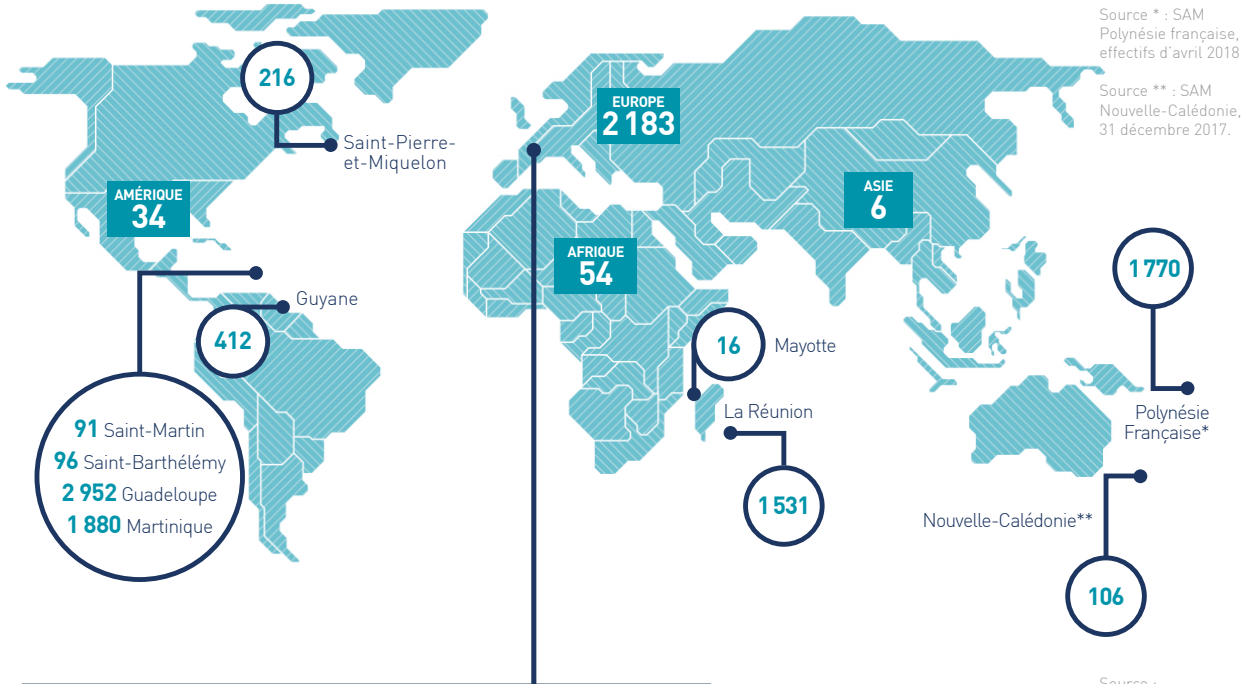 Source * : SAM
Polynésie française,
effectifs d'avril 2018
Source ** : SAM
Nouvelle-Calédonie,
31 décembre 2017.
216
Saint-Pierre-
et-Miquelon
EUROPE
2 183
AMÉRIQUE
34
ASIE
6
AFRIQUE
54
1 770
Guyane
412
16
Mayotte
La Réunion
Polynésie
Française*
91 Saint-Martin
96 Saint-Barthélémy
2 952 Guadeloupe
1 880 Martinique
1 531
Nouvelle-Calédonie**
106
Source :